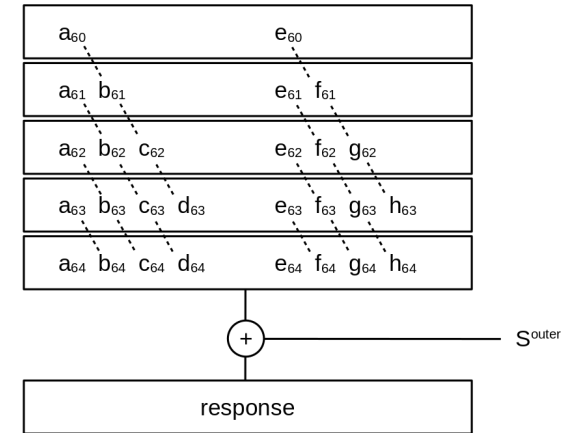 a60 e60
a61 b61 e61 f61
a62 b62 c62 e62 f62 g62
a63 b63 c63 d63 e63 f63 g63 h63
a64 b64 c64 d64 e64 f64 g64 h64
+ Souter
response